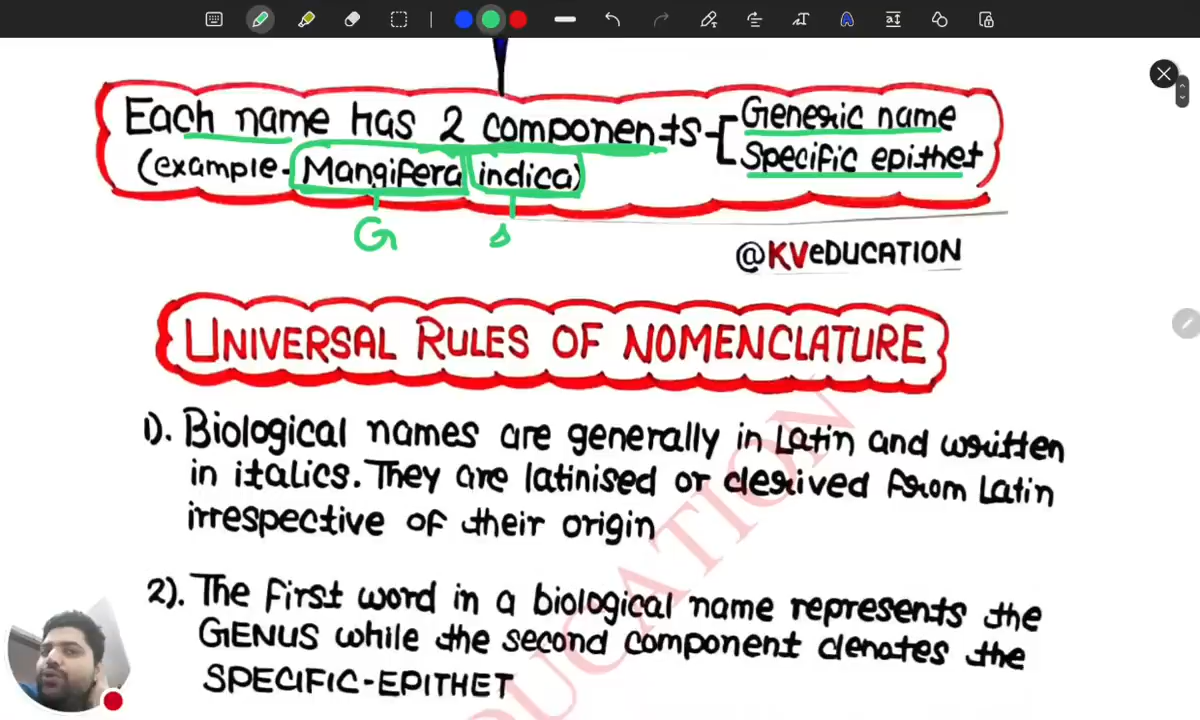 Each name has 2 components
Generic name
Specific epithet
(example- Mangifera indica)
G
s
@KVeDUCATION
UNIVERSAL RULES OF NOMENCLATURE
1). Biological names are generally in Latin and written
in italics. They are latinised or derived from Latin
irrespective of their origin
2). The first word in a biological name represents the
GENUS while the second component denotes the
SPECIFIC-EPITHET
EDUCATION